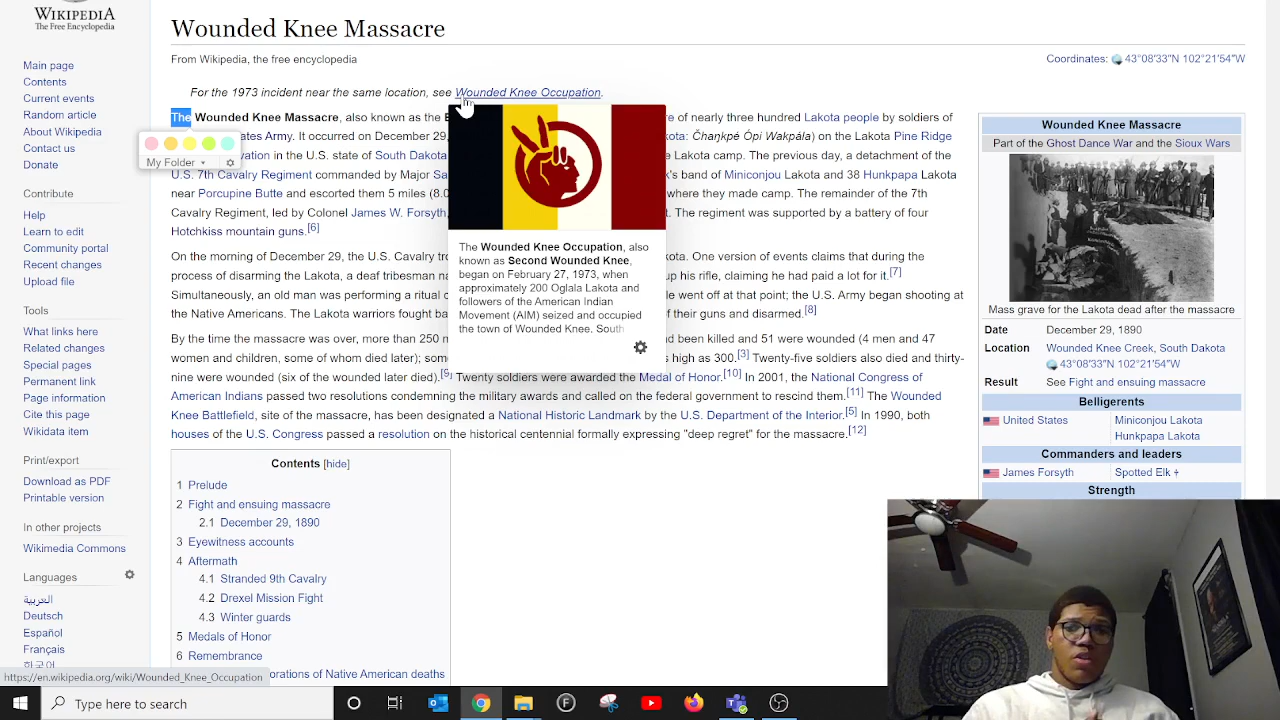 WIKIPEDIA
The Free Encyclopedia
Main page
Contents
Current events
Random article
About Wikipedia
Contact us
Donate
Contribute
Help
Learn to edit
Community portal
Recent changes
Upload file
Tools
What links here
Related changes
Special pages
Permanent link
Page information
Cite this page
Wikidata item
Print/export
Download as PDF
Printable version
In other projects
Wikimedia Commons
Languages
العربية
Deutsch
Español
Français
한국어
Wounded Knee Massacre
From Wikipedia, the free encyclopedia
Coordinates: 43°08′33″N 102°21′54″W
For the 1973 incident near the same location, see Wounded Knee Occupation.
The Wounded Knee Massacre, also known as the of nearly three hundred Lakota people by soldiers of
Army. It occurred on December 29, Čhaŋkpé Ópi Wakpála) on the Lakota Pine Ridge
in the U.S. state of South Dakota Lakota camp. The previous day, a detachment of the
U.S. 7th Cavalry Regiment commanded by Major band of Miniconjou Lakota and 38 Hunkpapa Lakota
near Porcupine Butte and escorted them 5 miles (8.0 where they made camp. The remainder of the 7th
Cavalry Regiment, led by Colonel James W. Forsyth, The regiment was supported by a battery of four
Hotchkiss mountain guns.[6]
On the morning of December 29, the U.S. Cavalry One version of events claims that during the
process of disarming the Lakota, a deaf tribesman up his rifle, claiming he had paid a lot for it.[7]
Simultaneously, an old man was performing a ritual went off at that point; the U.S. Army began shooting at
the Native Americans. The Lakota warriors fought of their guns and disarmed.[8]
By the time the massacre was over, more than 250 been killed and 51 were wounded (4 men and 47
women and children, some of whom died later); high as 300.[3] Twenty-five soldiers also died and thirty-
nine were wounded (six of the wounded later died).[9] Twenty soldiers were awarded the Medal of Honor.[10] In 2001, the National Congress of
American Indians passed two resolutions condemning the military awards and called on the federal government to rescind them.[11] The Wounded
Knee Battlefield, site of the massacre, has been designated a National Historic Landmark by the U.S. Department of the Interior.[5] In 1990, both
houses of the U.S. Congress passed a resolution on the historical centennial formally expressing "deep regret" for the massacre.[12]
My Folder
The Wounded Knee Occupation, also
known as Second Wounded Knee,
began on February 27, 1973, when
approximately 200 Oglala Lakota and
followers of the American Indian
Movement (AIM) seized and occupied
the town of Wounded Knee. South
Contents [hide]
1 Prelude
2 Fight and ensuing massacre
2.1 December 29, 1890
3 Eyewitness accounts
4 Aftermath
4.1 Stranded 9th Cavalry
4.2 Drexel Mission Fight
4.3 Winter guards
5 Medals of Honor
6 Remembrance
of Native American deaths
Wounded Knee Massacre
Part of the Ghost Dance War and the Sioux Wars
Mass grave for the Lakota dead after the massacre
Date December 29, 1890
Location Wounded Knee Creek, South Dakota
43°08′33″N 102°21′54″W
Result See Fight and ensuing massacre
Belligerents
United States Miniconjou Lakota
Hunkpapa Lakota
Commanders and leaders
James Forsyth Spotted Elk ‡
Strength
https://en.wikipedia.org/wiki/Wounded_Knee_Occupation
Type here to search